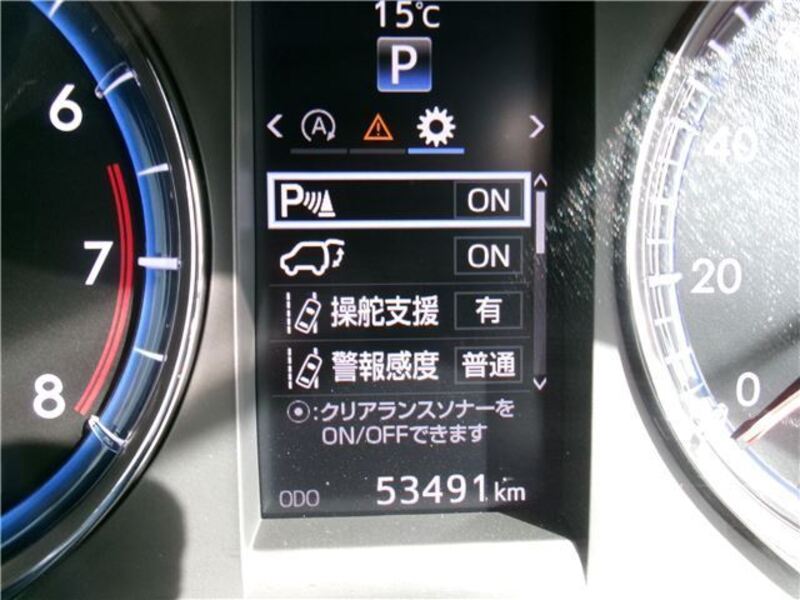 15℃
P
A
P ON
ON
操舵支援 有
警報感度 普通
⦿:クリアランスソナーを
ON/OFFできます
ODO 53491 km
6
7
8
40
20
0